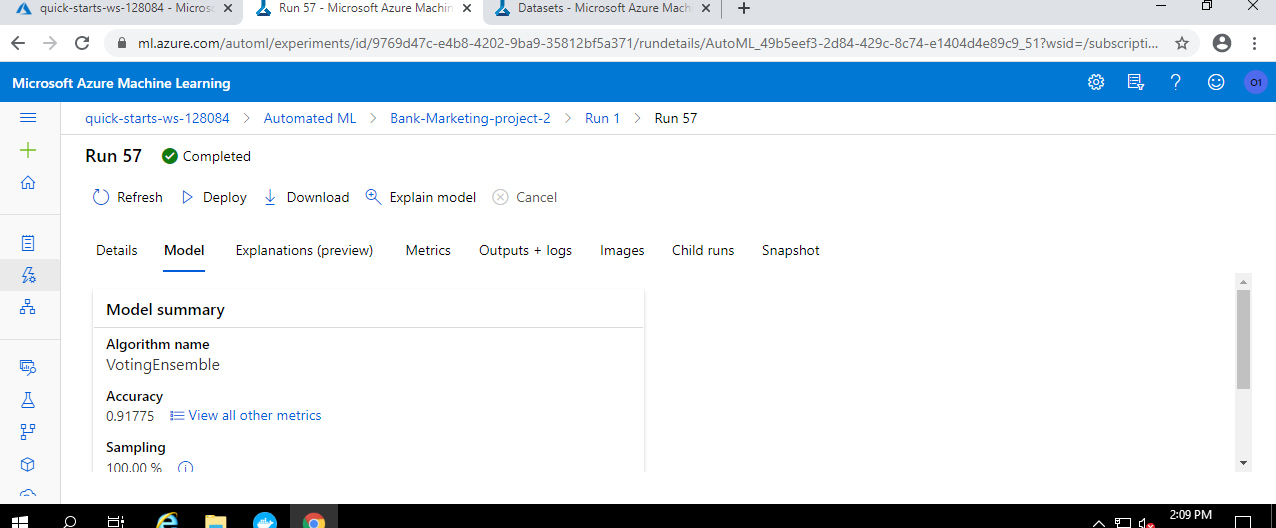 quick-starts-ws-128084 - Micros
Run 57 - Microsoft Azure Machin
Datasets - Microsoft Azure Mach
ml.azure.com/automl/experiments/id/9769d47c-e4b8-4202-9ba9-35812bf5a371/rundetails/AutoML_49b5eef3-2d84-429c-8c74-e1404d4e89c9_51?wsid=/subscripti...
Microsoft Azure Machine Learning
O1
quick-starts-ws-128084 > Automated ML > Bank-Marketing-project-2 > Run 1 > Run 57
Run 57 Completed
Refresh Deploy Download Explain model Cancel
Details Model Explanations (preview) Metrics Outputs + logs Images Child runs Snapshot
Model summary
Algorithm name
VotingEnsemble
Accuracy
0.91775 View all other metrics
Sampling
100.00 %
2:09 PM